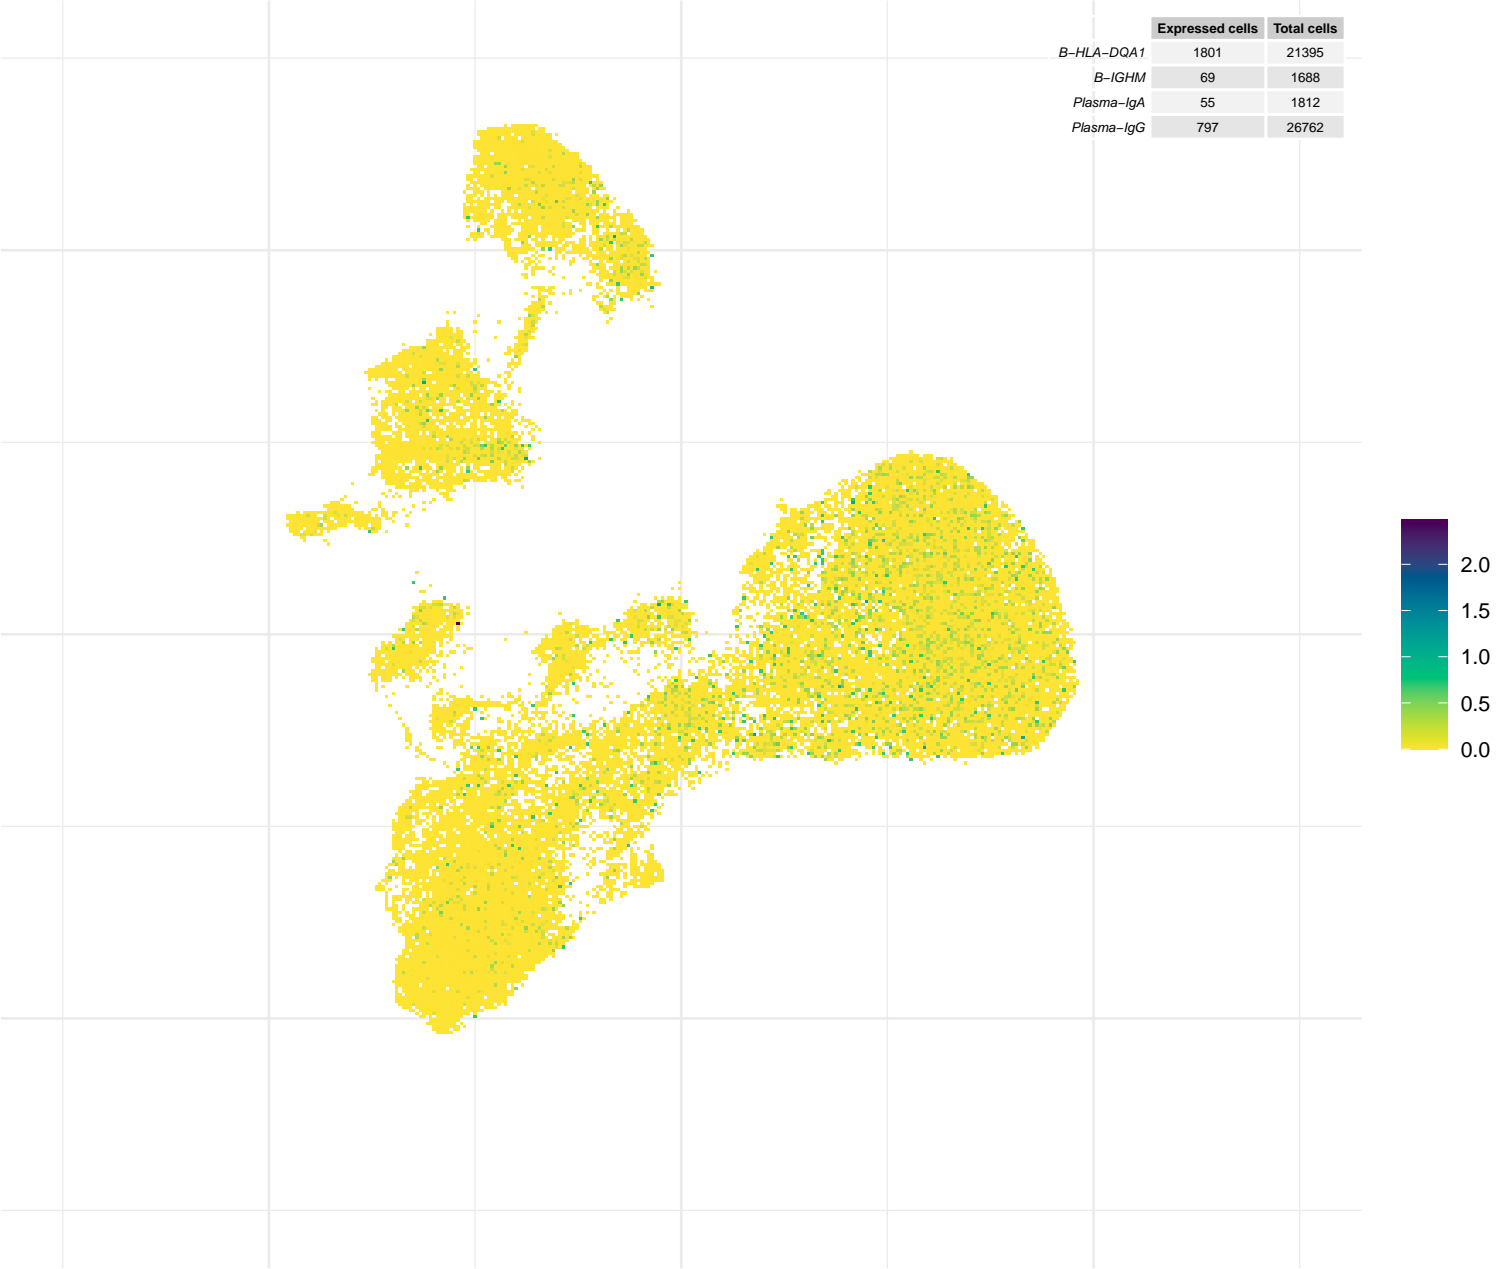 Expressed cells Total cells
B−HLA−DQA1 1801 21395
B−IGHM 69 1688
Plasma−IgA 55 1812
Plasma−IgG 797 26762
2.0
1.5
1.0
0.5
0.0